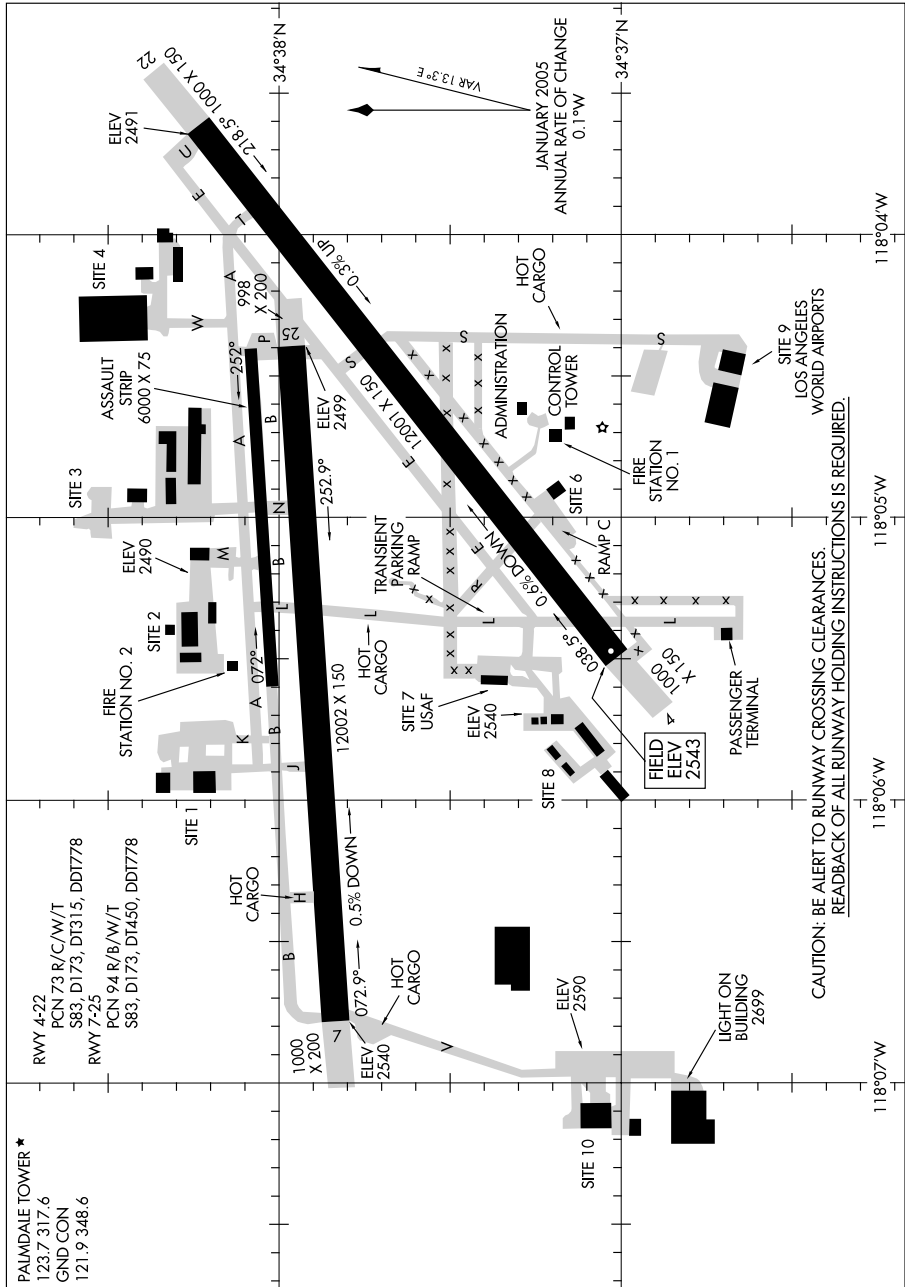 PALMDALE TOWER ★
123.7 317.6
GND CON
121.9 348.6
RWY 4-22
PCN 73 R/C/W/T
S83, D173, DT315, DDT778
RWY 7-25
PCN 94 R/B/W/T
S83, D173, DT450, DDT778
SITE 1
FIRE
STATION NO. 2
SITE 2
ELEV
2490
SITE 3
ASSAULT
STRIP
6000 X 75
SITE 4
ELEV
2491
22
1000 X 150
218.5°
U
E
T
A
998
X 200
W
P
25
252°
A
B
N
M
B
L
072°
A
K
B
J
HOT
CARGO
H
B
34°38'N
1000
X 200
7
072.9°
0.5% DOWN
12002 X 150
252.9°
ELEV
2499
ELEV
2540
HOT
CARGO
V
HOT
CARGO
L
0.3% UP
12001 X 150
S
E
E
R
0.6% DOWN
038.5°
TRANSIENT
PARKING
RAMP
L
SITE 7
USAF
ELEV
2540
SITE 8
FIELD
ELEV
2543
4
1000
X 150
L
PASSENGER
TERMINAL
RAMP C
SITE 6
ADMINISTRATION
CONTROL
TOWER
FIRE
STATION
NO. 1
HOT
CARGO
S
SITE 9
LOS ANGELES
WORLD AIRPORTS
JANUARY 2005
ANNUAL RATE OF CHANGE
0.1°W
VAR 13.3° E
34°37'N
ELEV
2590
SITE 10
LIGHT ON
BUILDING
2699
CAUTION: BE ALERT TO RUNWAY CROSSING CLEARANCES.
READBACK OF ALL RUNWAY HOLDING INSTRUCTIONS IS REQUIRED.
118°07'W
118°06'W
118°05'W
118°04'W